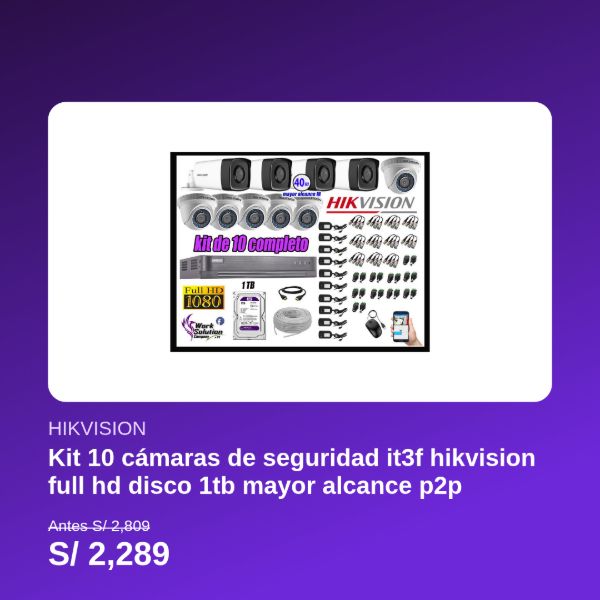 40m
mayor alcance IR
HIKVISION
kit de 10 completo
Full HD
1080
1 TB
Work
Solution
HIKVISION
Kit 10 cámaras de seguridad it3f hikvision
full hd disco 1tb mayor alcance p2p
Antes S/ 2,809
S/ 2,289